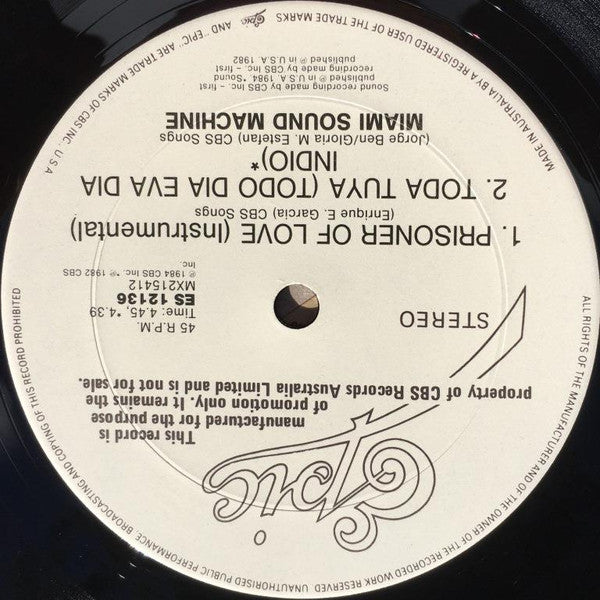 Epic
This record is
manufactured for the purpose
of promotion only. It remains the
property of CBS Records Australia Limited and is not for sale.
STEREO
45 R.P.M.
Time: 4.45, *4.39
ES 12136
MX215412
℗ 1984 CBS Inc. *℗ 1982 CBS
Inc.
1. PRISONER OF LOVE (Instrumental)
(Enrique E. Garcia) CBS Songs
2. TODA TUYA (TODO DIA EVA DIA
INDIO)*
(Jorge Ben/Gloria M. Estefan) CBS Songs
MIAMI SOUND MACHINE
Sound recording made by CBS Inc - first
published ℗ in U.S.A 1984 *Sound
recording made by CBS Inc - first
published ℗ in U.S.A 1982
ALL RIGHTS OF THE MANUFACTURER AND OF THE OWNER OF THE RECORDED WORK RESERVED UNAUTHORISED PUBLIC PERFORMANCE BROADCASTING AND COPYING OF THIS RECORD PROHIBITED
MADE IN AUSTRALIA BY A REGISTERED USER OF THE TRADE MARKS Epic AND "EPIC" ARE TRADE MARKS OF CBS INC. U.S.A